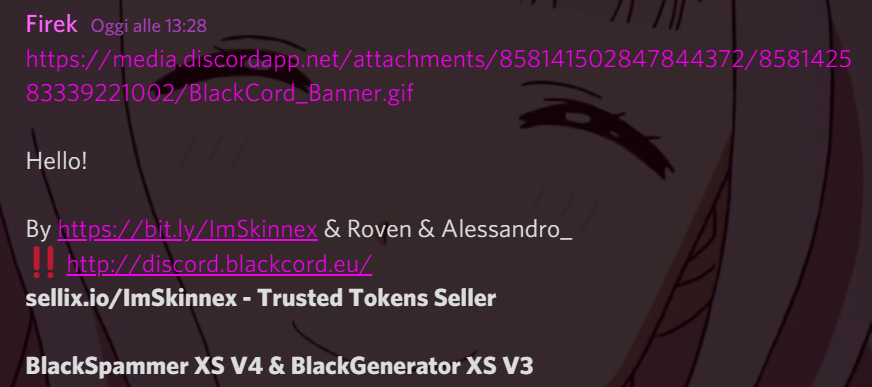 Firek Oggi alle 13:28
https://media.discordapp.net/attachments/858141502847844372/8581425
83339221002/BlackCord_Banner.gif
Hello!
By https://bit.ly/ImSkinnex & Roven & Alessandro_
‼️ http://discord.blackcord.eu/
sellix.io/ImSkinnex - Trusted Tokens Seller
BlackSpammer XS V4 & BlackGenerator XS V3